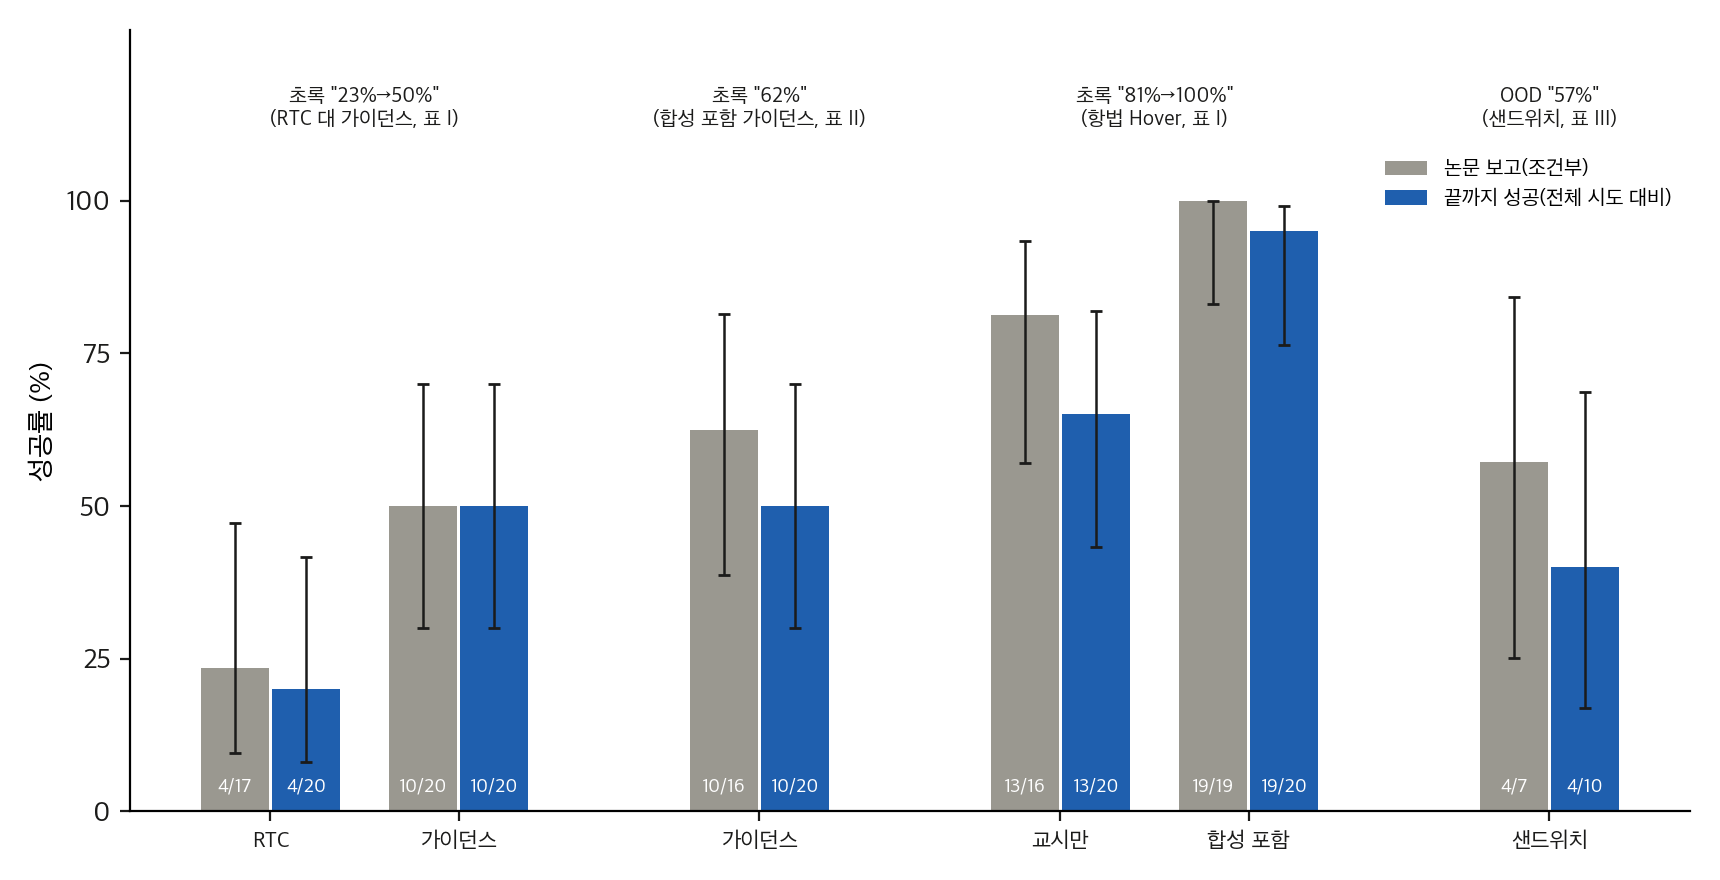 초록 "23%→50%"
(RTC 대 가이던스, 표 I)
초록 "62%"
(합성 포함 가이던스, 표 II)
초록 "81%→100%"
(항법 Hover, 표 I)
OOD "57%"
(샌드위치, 표 III)
논문 보고(조건부)
끝까지 성공(전체 시도 대비)
성공률 (%)
100
75
50
25
0
4/17
4/20
10/20
10/20
10/16
10/20
13/16
13/20
19/19
19/20
4/7
4/10
RTC
가이던스
가이던스
교시만
합성 포함
샌드위치